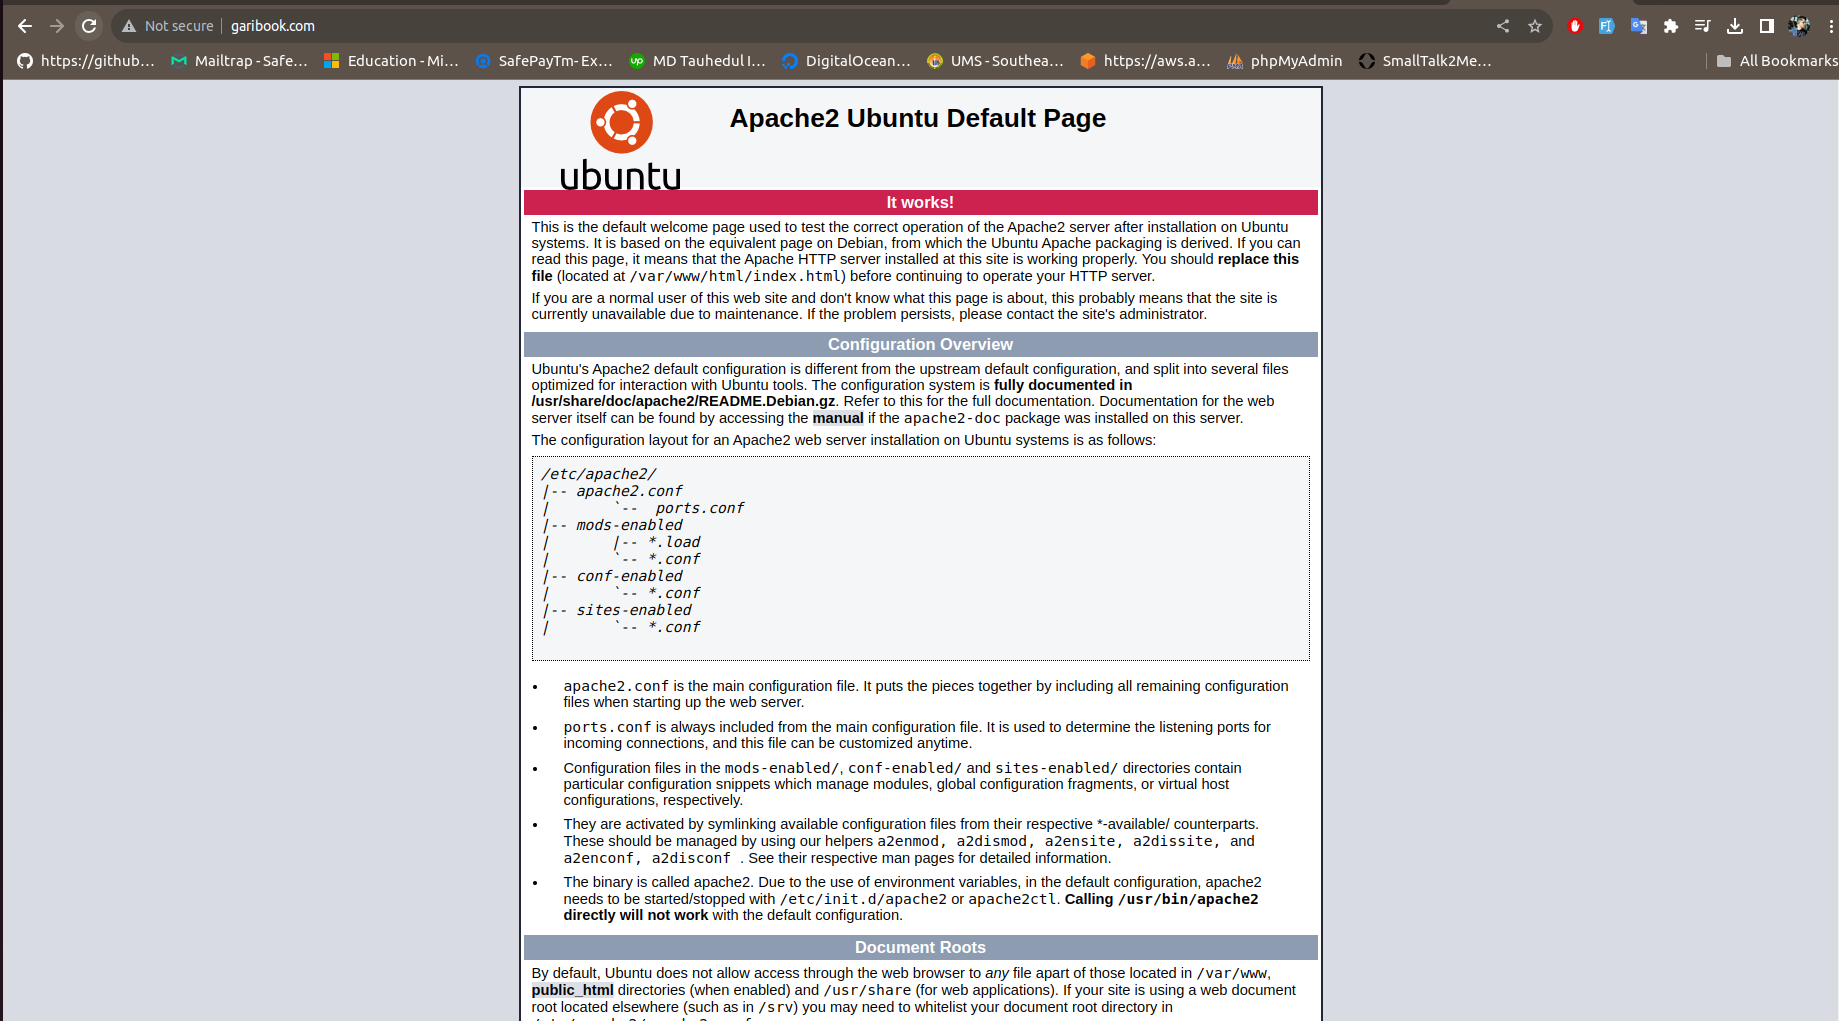 Not secure garibook.com
https://github... Mailtrap - Safe... Education - Mi... SafePayTm- Ex... up MD Tauhedul I... DigitalOcean... UMS - Southea... https://aws.a... phpMyAdmin SmallTalk2Me... All Bookmarks
Apache2 Ubuntu Default Page
ubuntu
It works!
This is the default welcome page used to test the correct operation of the Apache2 server after installation on Ubuntu
systems. It is based on the equivalent page on Debian, from which the Ubuntu Apache packaging is derived. If you can
read this page, it means that the Apache HTTP server installed at this site is working properly. You should replace this
file (located at /var/www/html/index.html) before continuing to operate your HTTP server.
If you are a normal user of this web site and don't know what this page is about, this probably means that the site is
currently unavailable due to maintenance. If the problem persists, please contact the site's administrator.
Configuration Overview
Ubuntu's Apache2 default configuration is different from the upstream default configuration, and split into several files
optimized for interaction with Ubuntu tools. The configuration system is fully documented in
/usr/share/doc/apache2/README.Debian.gz. Refer to this for the full documentation. Documentation for the web
server itself can be found by accessing the manual if the apache2-doc package was installed on this server.
The configuration layout for an Apache2 web server installation on Ubuntu systems is as follows:
/etc/apache2/
|-- apache2.conf
|       `--  ports.conf
|-- mods-enabled
|       |-- *.load
|       `-- *.conf
|-- conf-enabled
|       `-- *.conf
|-- sites-enabled
|       `-- *.conf
• apache2.conf is the main configuration file. It puts the pieces together by including all remaining configuration
files when starting up the web server.
• ports.conf is always included from the main configuration file. It is used to determine the listening ports for
incoming connections, and this file can be customized anytime.
• Configuration files in the mods-enabled/, conf-enabled/ and sites-enabled/ directories contain
particular configuration snippets which manage modules, global configuration fragments, or virtual host
configurations, respectively.
• They are activated by symlinking available configuration files from their respective *-available/ counterparts.
These should be managed by using our helpers a2enmod, a2dismod, a2ensite, a2dissite, and
a2enconf, a2disconf . See their respective man pages for detailed information.
• The binary is called apache2. Due to the use of environment variables, in the default configuration, apache2
needs to be started/stopped with /etc/init.d/apache2 or apache2ctl. Calling /usr/bin/apache2
directly will not work with the default configuration.
Document Roots
By default, Ubuntu does not allow access through the web browser to any file apart of those located in /var/www,
public_html directories (when enabled) and /usr/share (for web applications). If your site is using a web document
root located elsewhere (such as in /srv) you may need to whitelist your document root directory in